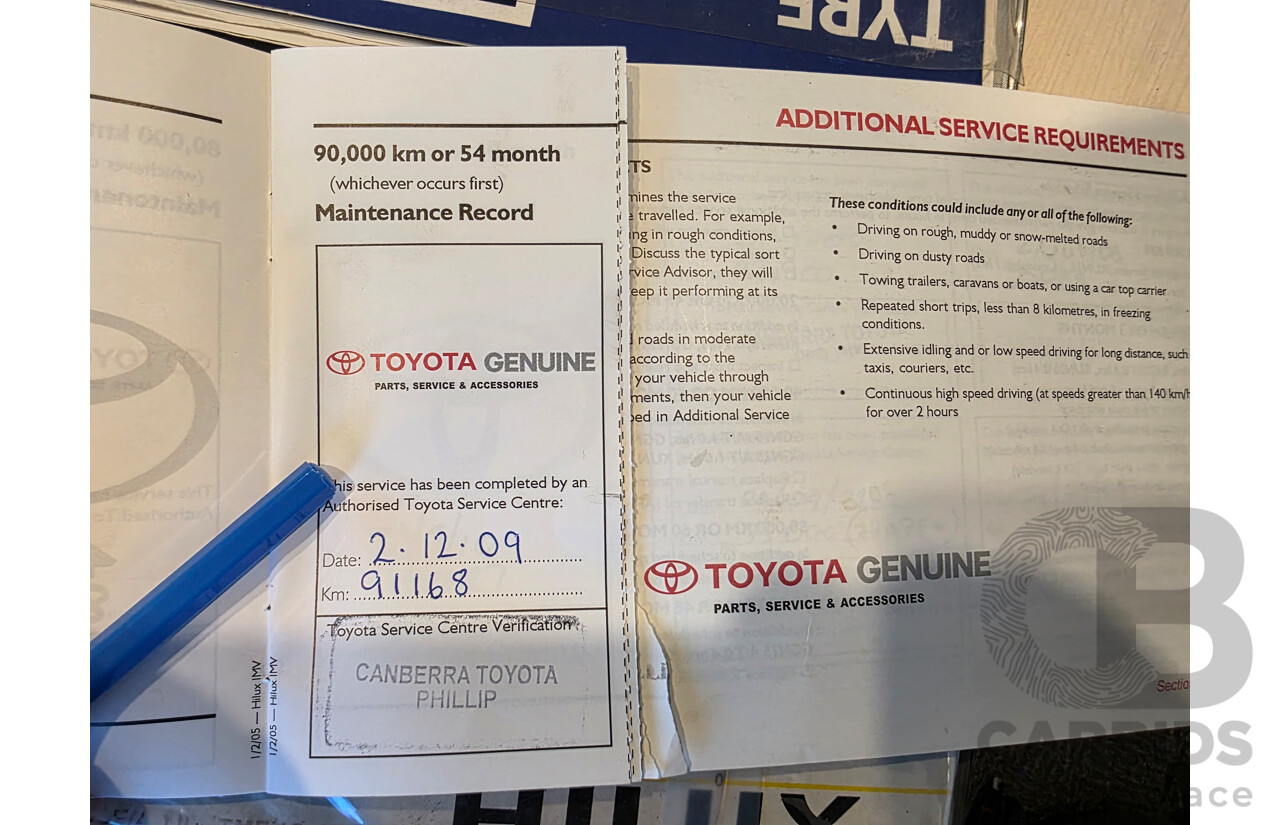 TYRE
90,000 km or 54 month
(whichever occurs first)
Maintenance Record
TOYOTA GENUINE
PARTS, SERVICE & ACCESSORIES
his service has been completed by an
Authorised Toyota Service Centre:
Date: 2.12.09
Km: 91168
Toyota Service Centre Verification
CANBERRA TOYOTA
PHILLIP
1/2/05 — Hilux IMV
1/2/05 — Hilux IMV
ADDITIONAL SERVICE REQUIREMENTS
TS
mines the service
travelled. For example,
ng in rough conditions,
Discuss the typical sort
rvice Advisor, they will
eep it performing at its
roads in moderate
according to the
your vehicle through
ments, then your vehicle
bed in Additional Service
These conditions could include any or all of the following:
• Driving on rough, muddy or snow-melted roads
• Driving on dusty roads
• Towing trailers, caravans or boats, or using a car top carrier
• Repeated short trips, less than 8 kilometres, in freezing
conditions.
• Extensive idling and or low speed driving for long distance, such
taxis, couriers, etc.
• Continuous high speed driving (at speeds greater than 140 km/h
for over 2 hours
TOYOTA GENUINE
PARTS, SERVICE & ACCESSORIES
Sectio
CARBIDS
ace
HILUX